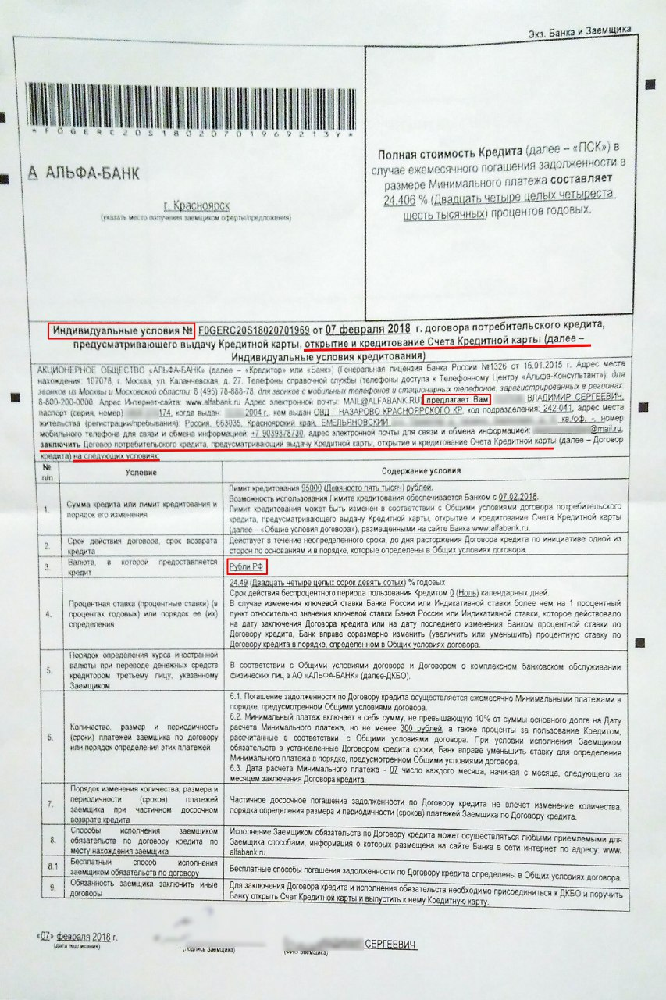 Экз. Банка и Заемщика
*F0GERC20S18020701969213Y*
А АЛЬФА-БАНК
г. Красноярск
(указать место получения заемщиком оферты/предложения)
Полная стоимость Кредита (далее – «ПСК») в
случае ежемесячного погашения задолженности в
размере Минимального платежа составляет
24,406 % (Двадцать четыре целых четыреста
шесть тысячных) процентов годовых.
Индивидуальные условия № F0GERC20S18020701969 от 07 февраля 2018 г. договора потребительского кредита,
предусматривающего выдачу Кредитной карты, открытие и кредитование Счета Кредитной карты (далее –
Индивидуальные условия кредитования)
АКЦИОНЕРНОЕ ОБЩЕСТВО «АЛЬФА-БАНК» (далее – «Кредитор» или «Банк») (Генеральная лицензия Банка России №1326 от 16.01.2015 г. Адрес места
нахождения: 107078, г. Москва, ул. Каланчевская, д. 27. Телефоны справочной службы (телефоны доступа к Телефонному Центру «Альфа-Консультант»): для
звонков из Москвы и Московской области: 8 (495) 78-888-78, для звонков с мобильных телефонов и стационарных телефонов, зарегистрированных в регионах:
8-800-200-0000. Адрес Интернет-сайта: www.alfabank.ru Адрес электронной почты: MAIL@ALFABANK.RU) предлагает Вам ВЛАДИМИР СЕРГЕЕВИЧ,
паспорт (серия, номер) 174, когда выдан 2004 г., кем выдан ОВД Г НАЗАРОВО КРАСНОЯРСКОГО КР, код подразделения: 242-041, адрес места
жительства (регистрации/пребывания): Россия, 663035, Красноярский край, ЕМЕЛЬЯНОВСКИЙ кв./оф. -, номер
мобильного телефона для связи и обмена информацией: +7 9039878730, адрес электронной почты для связи и обмена информацией: @mail.ru,
заключить Договор потребительского кредита, предусматривающий выдачу Кредитной карты, открытие и кредитование Счета Кредитной карты (далее – Договор
кредита) на следующих условиях:
№ п/п
Условие
Содержание условия
1.
Сумма кредита или лимит кредитования и
порядок его изменения
Лимит кредитования 95000 (Девяносто пять тысяч) рублей.
Возможность использования Лимита кредитования обеспечивается Банком с 07.02.2018.
Лимит кредитования может быть изменен в соответствии с Общими условиями договора потребительского
кредита, предусматривающего выдачу Кредитной карты, открытие и кредитование Счета Кредитной карты
(далее – «Общие условия договора»), размещенными на сайте Банка www.alfabank.ru.
2.
Срок действия договора, срок возврата
кредита
Действует в течение неопределенного срока, до дня расторжения Договора кредита по инициативе одной из
сторон по основаниям и в порядке, которые определены в Общих условиях договора.
3.
Валюта, в которой предоставляется
кредит
Рубли РФ
4.
Процентная ставка (процентные ставки) (в
процентах годовых) или порядок ее (их)
определения
24.49 (Двадцать четыре целых сорок девять сотых) % годовых
Срок действия беспроцентного периода пользования Кредитом 0 (Ноль) календарных дней.
В случае изменения ключевой ставки Банка России или Индикативной ставки более чем на 1 процентный
пункт относительно значения ключевой ставки Банка России или Индикативной ставки, которое действовало
на дату заключения Договора кредита или на дату последнего изменения Банком процентной ставки по
Договору кредита, Банк вправе соразмерно изменить (увеличить или уменьшить) процентную ставку по
Договору кредита в порядке, определенном в Общих условиях договора.
5.
Порядок определения курса иностранной
валюты при переводе денежных средств
кредитором третьему лицу, указанному
Заемщиком
В соответствии с Общими условиями договора и Договором о комплексном банковском обслуживании
физических лиц в АО «АЛЬФА-БАНК» (далее-ДКБО).
6.
Количество, размер и периодичность
(сроки) платежей заемщика по договору
или порядок определения этих платежей
6.1. Погашение задолженности по Договору кредита осуществляется ежемесячно Минимальными платежами в
порядке, предусмотренном Общими условиями договора.
6.2. Минимальный платеж включает в себя сумму, не превышающую 10% от суммы основного долга на Дату
расчета Минимального платежа, но не менее 300 рублей, а также проценты за пользование Кредитом,
рассчитанные в соответствии с Общими условиями договора. При условии исполнения Заемщиком
обязательств в установленные Договором кредита сроки, Банк вправе уменьшить ставку для определения
Минимального платежа в порядке, предусмотренном Общими условиями договора.
6.3. Дата расчета Минимального платежа - 07 число каждого месяца, начиная с месяца, следующего за
месяцем заключения Договора кредита.
7.
Порядок изменения количества, размера и
периодичности (сроков) платежей
заемщика при частичном досрочном
возврате кредита
Частичное досрочное погашение задолженности по Договору кредита не влечет изменение количества,
порядка определения размера и периодичности (сроков) платежей Заемщика по Договору кредита.
8.
Способы исполнения заемщиком
обязательств по договору кредита по
месту нахождения заемщика
Исполнение Заемщиком обязательств по Договору кредита может осуществляться любыми приемлемыми для
Заемщика способами, информация о которых размещена на сайте Банка в сети интернет по адресу: www.
alfabank.ru.
8.1
Бесплатный способ исполнения
заемщиком обязательств по договору
Бесплатные способы погашения задолженности по Договору кредита определены в Общих условиях договора.
9.
Обязанность заемщика заключить иные
договоры
Для заключения Договора кредита и исполнения обязательств необходимо присоединиться к ДКБО и поручить
Банку открыть Счет Кредитной карты и выпустить к нему Кредитную карту.
«07» февраля 2018 г.
(дата подписания)
(подпись Заемщика)
СЕРГЕЕВИЧ
(ФИО Заемщика)